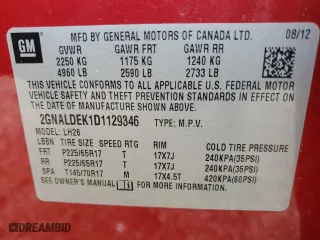 GM
MFD BY GENERAL MOTORS OF CANADA LTD.
08/12
GVWR GAWR FRT GAWR RR
2250 KG 1175 KG 1240 KG
4960 LB 2590 LB 2733 LB
THIS VEHICLE CONFORMS TO ALL APPLICABLE U.S. FEDERAL MOTOR
VEHICLE SAFETY AND THEFT PREVENTION STANDARDS IN EFFECT ON
THE DATE OF MANUFACTURE SHOWN ABOVE.
2GNALDEK1D1129346 TYPE: M.P.V.
MODEL: LH26
LBBN TIRE SIZE SPEED RTG RIM COLD TIRE PRESSURE
FRT P225/65R17 T 17X7J 240KPA(35PSI)
RR P225/65R17 T 17X7J 240KPA(35PSI)
SPA T145/70R17 M 17X4.5T 420KPA(60PSI)
SEE OWNER'S MANUAL FOR ADDITIONAL INFORMATION.